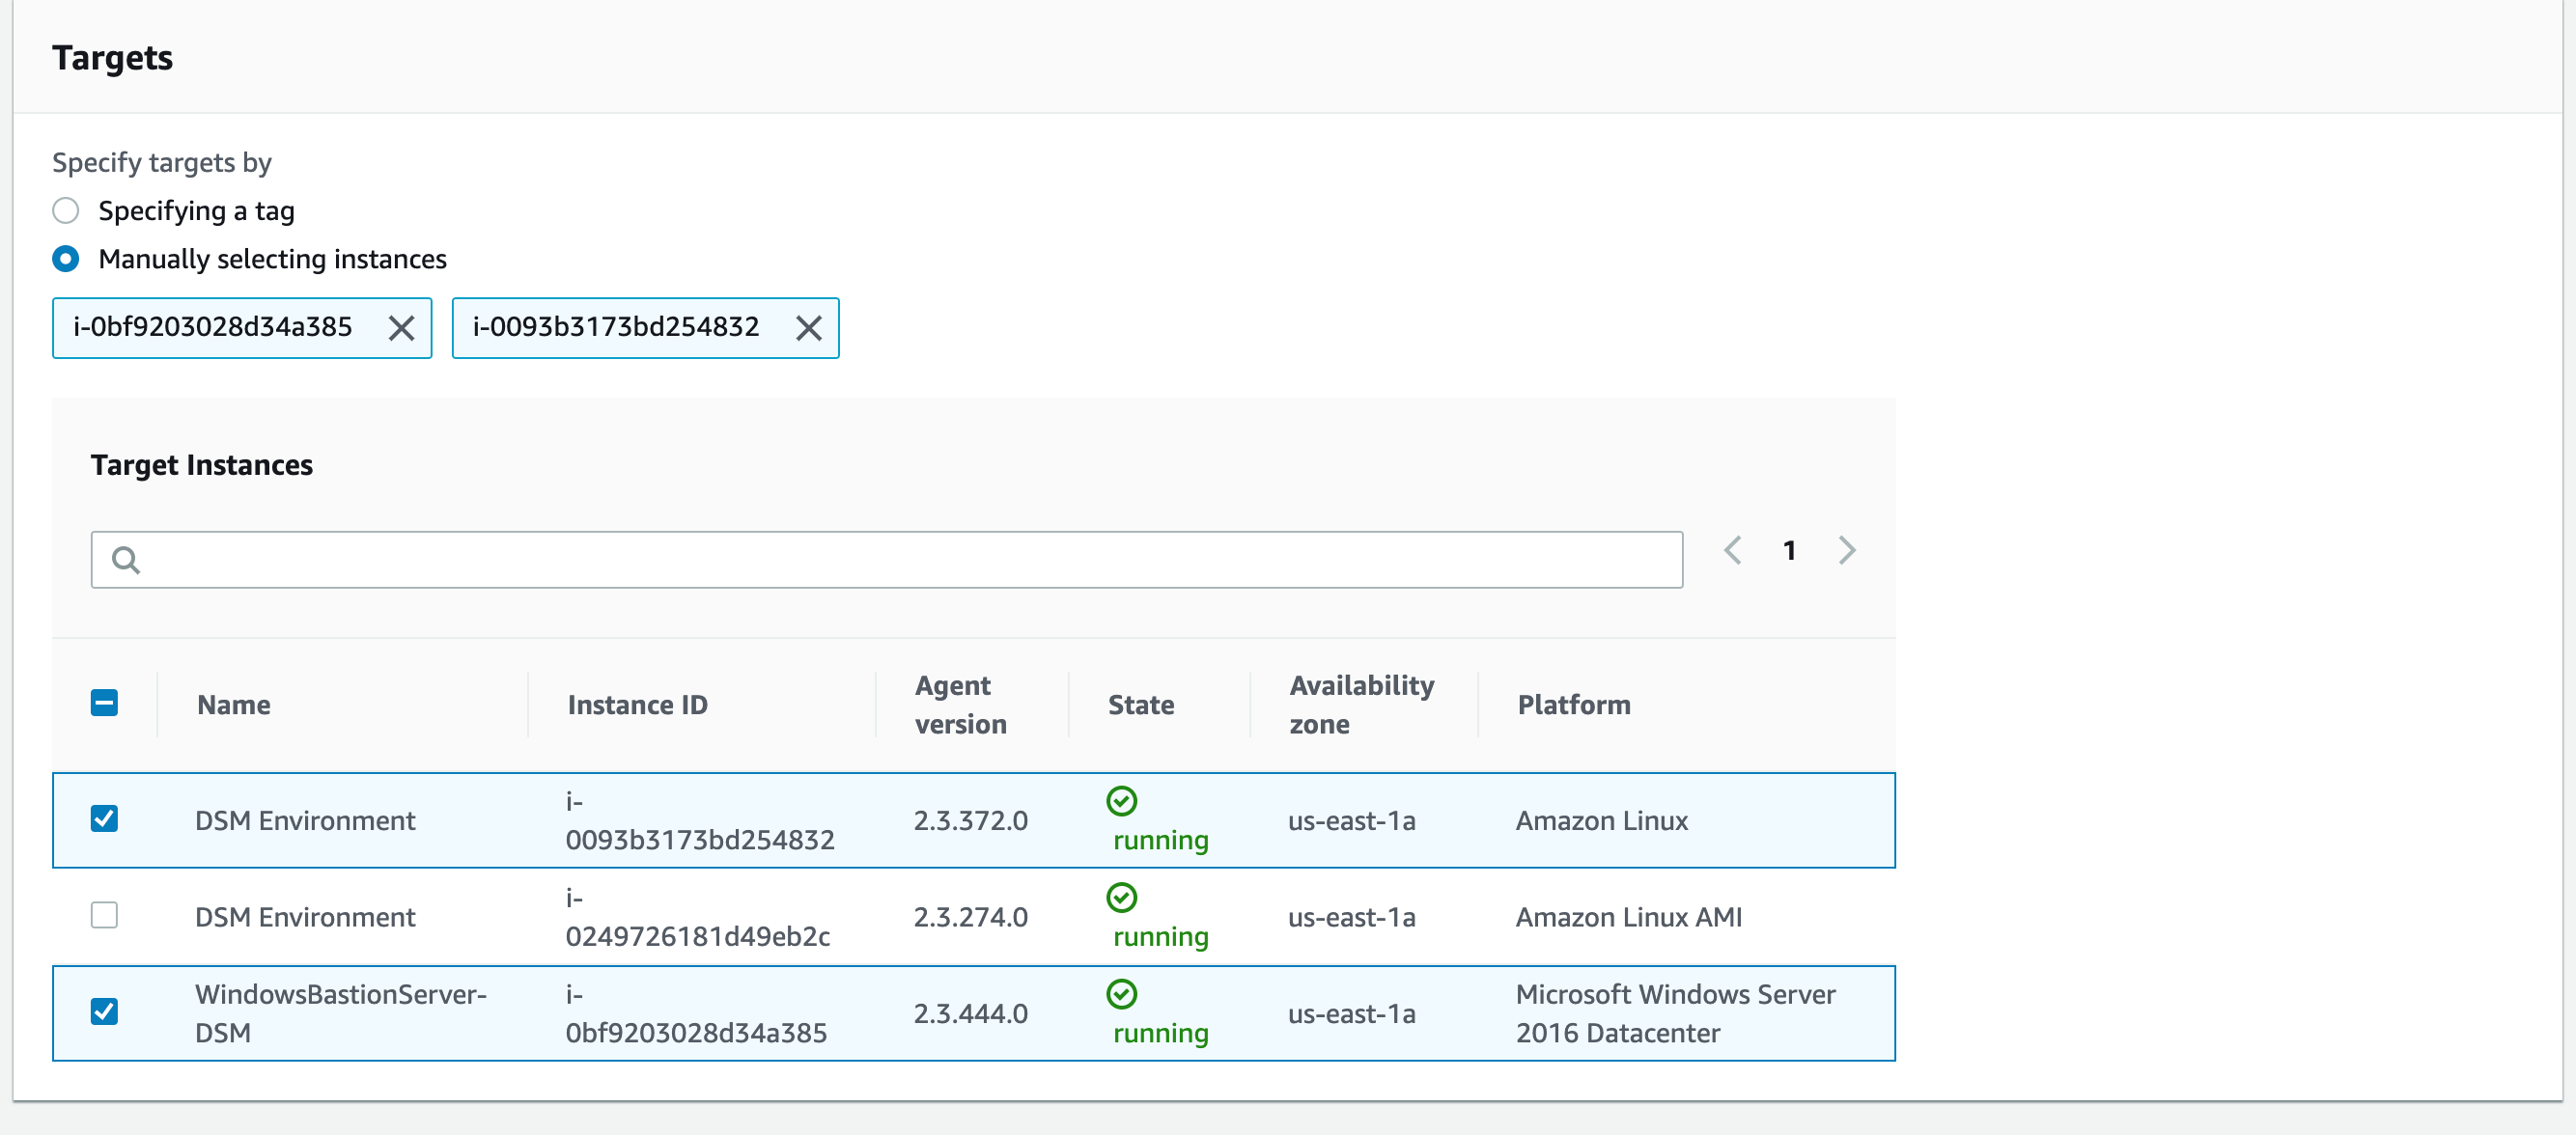 Targets
Specify targets by
Specifying a tag
Manually selecting instances
i-0bf9203028d34a385 i-0093b3173bd254832
Target Instances
1
Name Instance ID Agent version State Availability zone Platform
DSM Environment i-0093b3173bd254832 2.3.372.0 running us-east-1a Amazon Linux
DSM Environment i-0249726181d49eb2c 2.3.274.0 running us-east-1a Amazon Linux AMI
WindowsBastionServer-DSM i-0bf9203028d34a385 2.3.444.0 running us-east-1a Microsoft Windows Server 2016 Datacenter